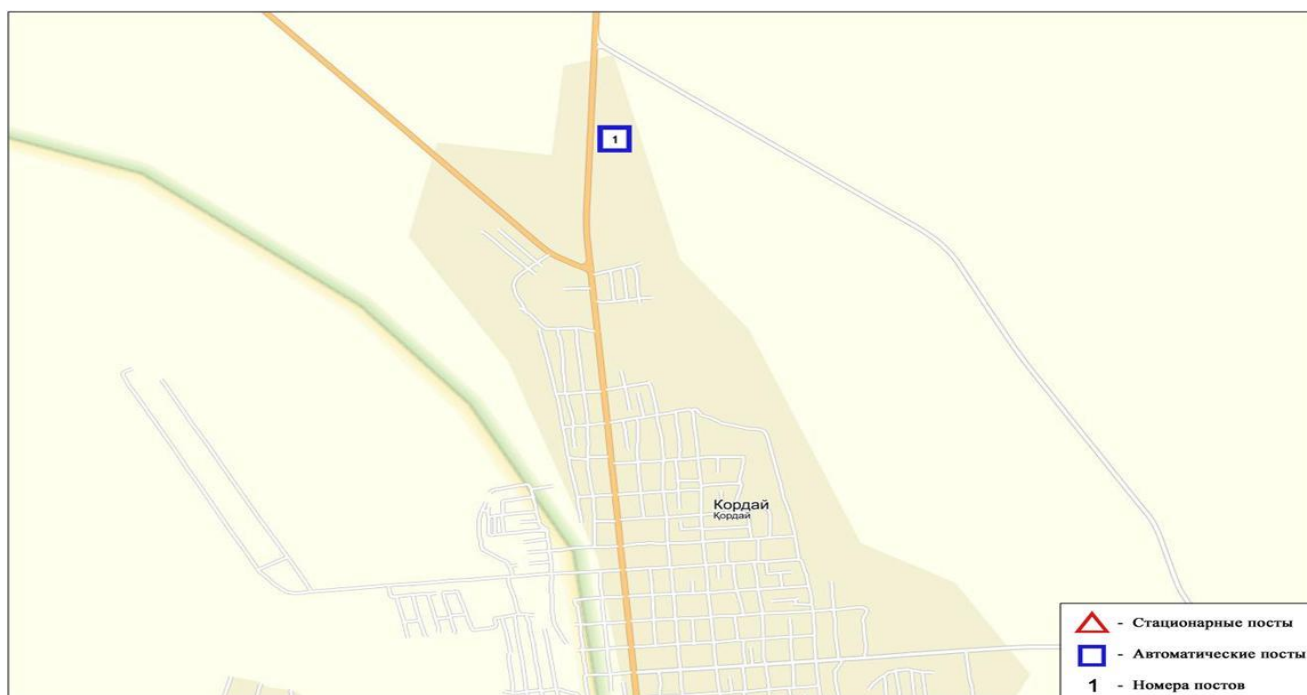 1
Кордай
Қордай
- Стационарные посты
- Автоматические посты
1 - Номера постов